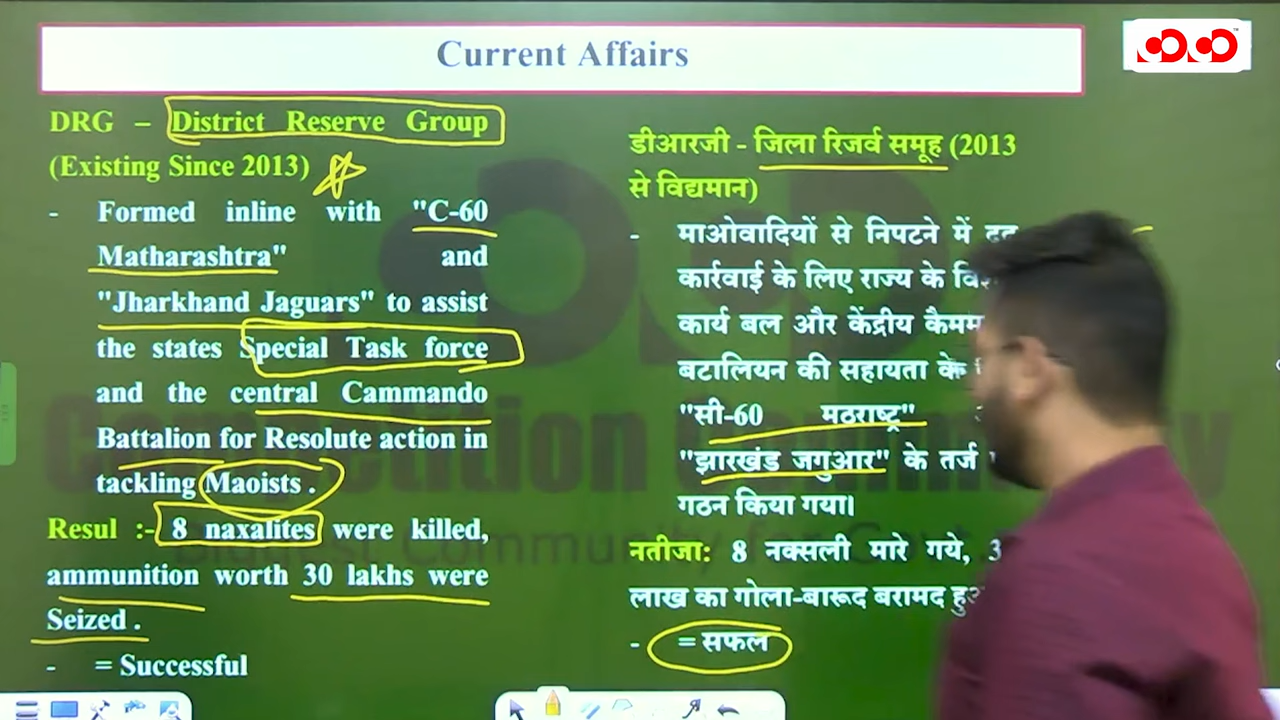 Current Affairs
DRG – District Reserve Group
(Existing Since 2013)
- Formed inline with "C-60
Matharashtra" and
"Jharkhand Jaguars" to assist
the states Special Task force
and the central Cammando
Battalion for Resolute action in
tackling Maoists .
Resul :- 8 naxalites were killed,
ammunition worth 30 lakhs were
Seized .
- = Successful
डीआरजी - जिला रिजर्व समूह (2013
से विद्यमान)
- माओवादियों से निपटने में
कार्रवाई के लिए राज्य के
कार्य बल और केंद्रीय
बटालियन की सहायता के
"सी-60 मठराष्ट्र"
"झारखंड जगुआर" के तर्ज
गठन किया गया।
नतीजा: 8 नक्सली मारे गये,
लाख का गोला-बारूद बरामद
- = सफल